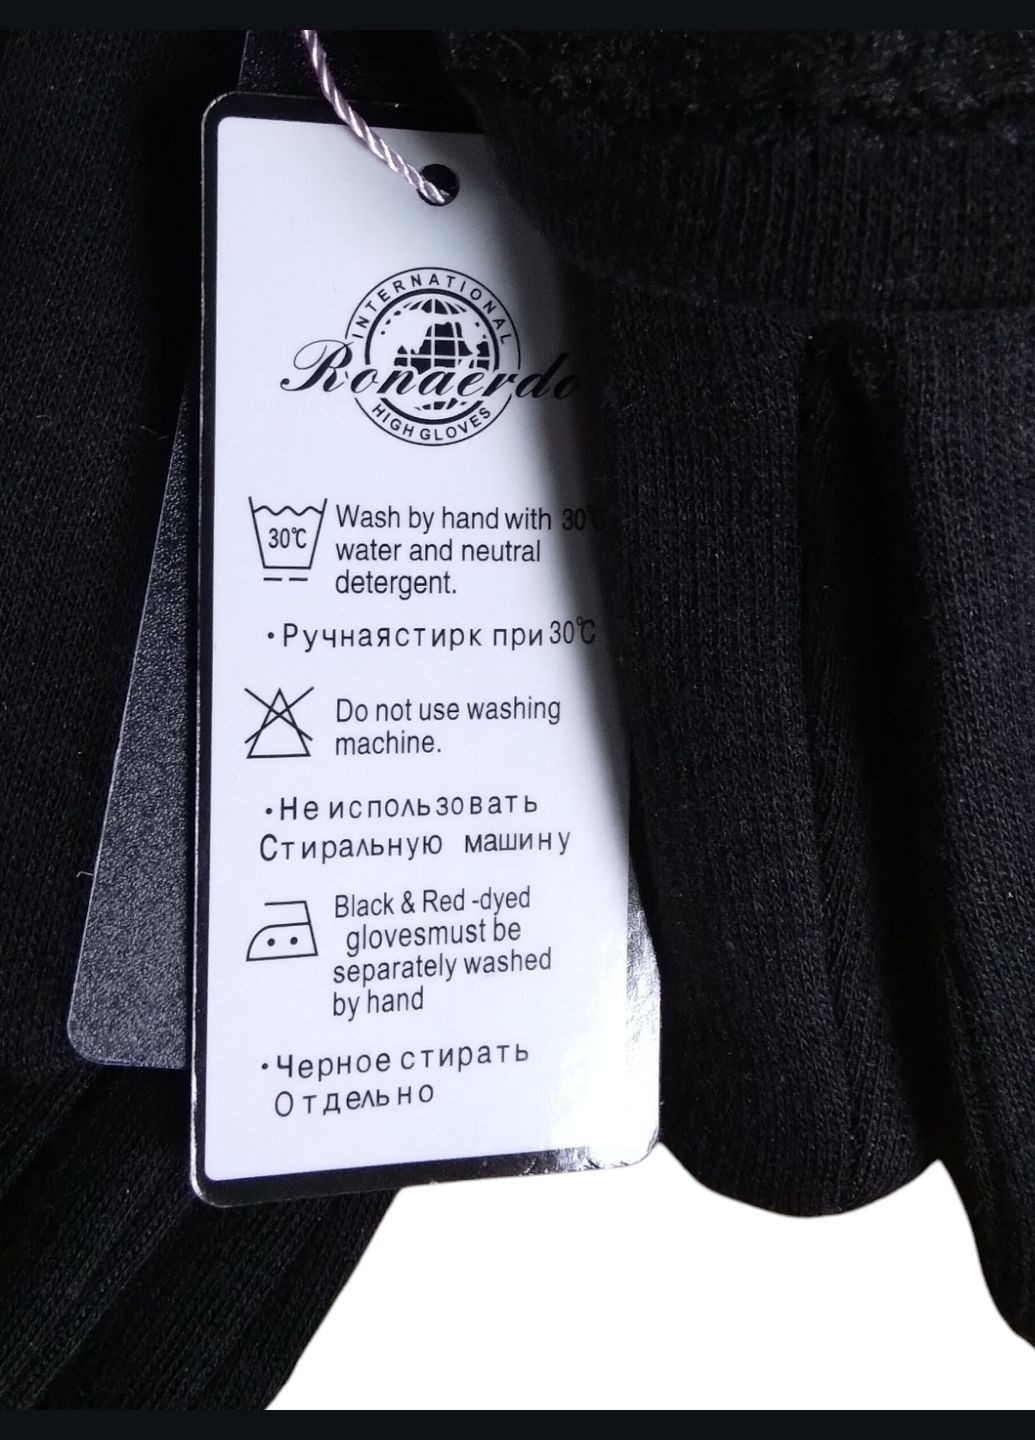 INTERNATIONAL
Ronaerdo
HIGH GLOVES
30℃
Wash by hand with 30℃
water and neutral
detergent.
•Ручнаястирк при 30℃
Do not use washing
machine.
•Не использовать
Стиральную машину
Black & Red -dyed
glovesmust be
separately washed
by hand
•Черное стирать
Отдельно